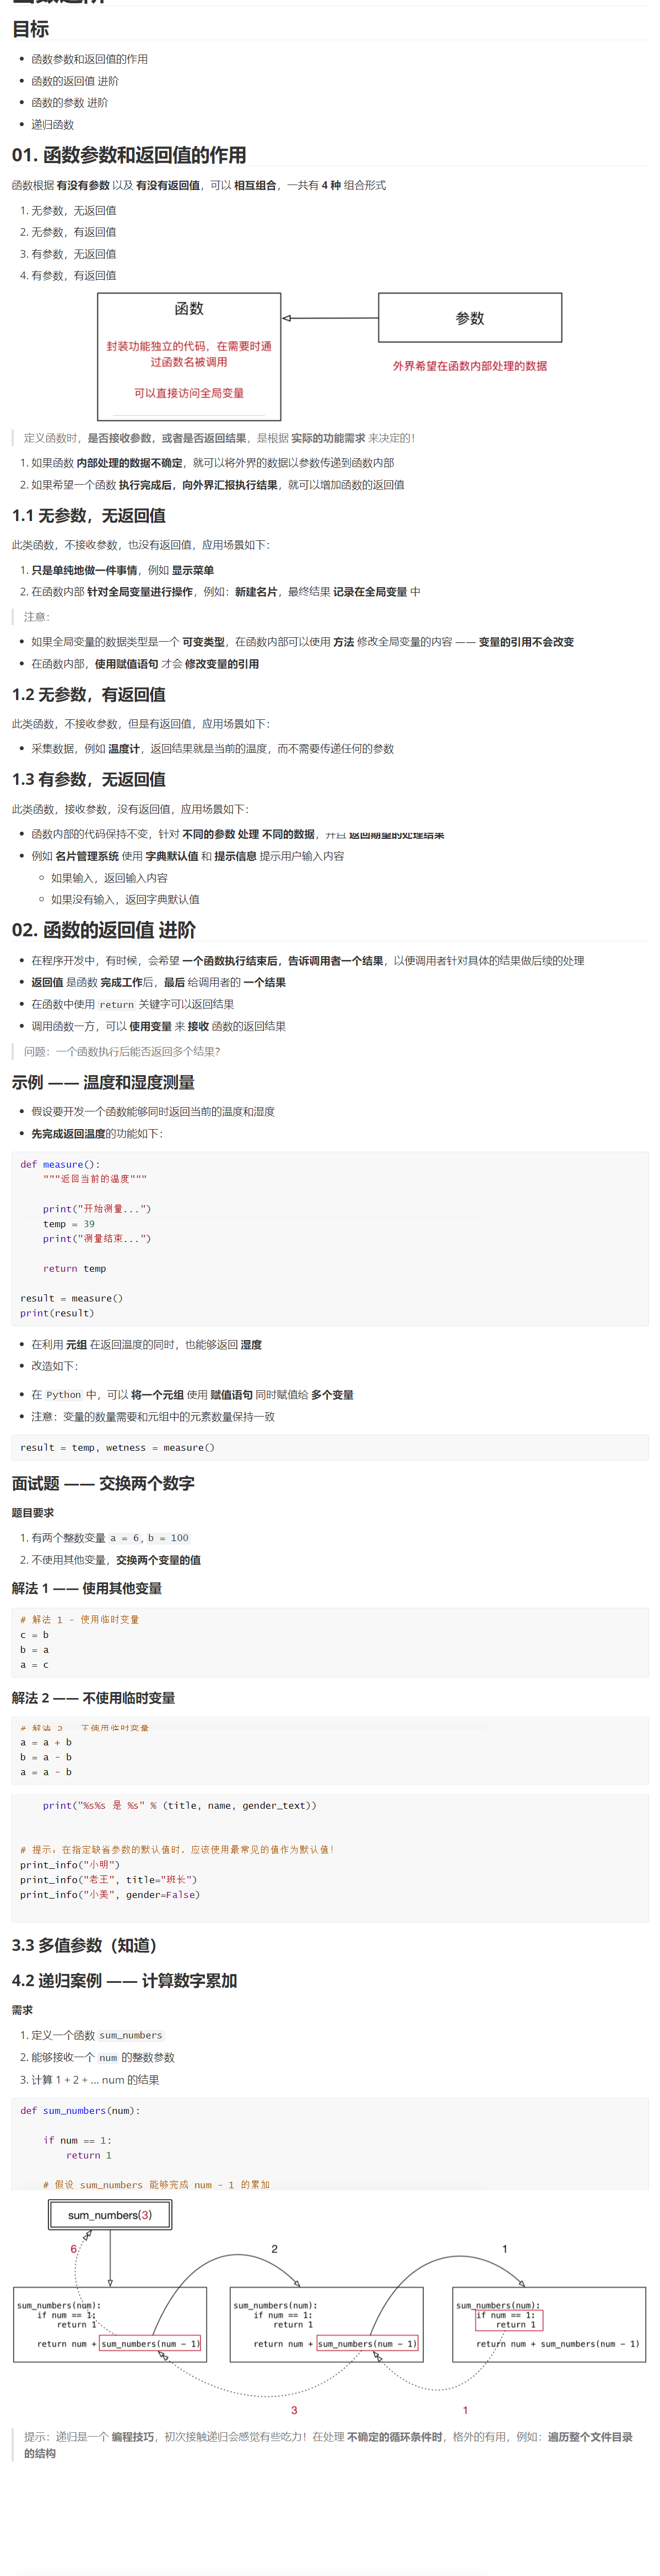 目标
函数参数和返回值的作用
函数的返回值 进阶
函数的参数 进阶
递归函数
01. 函数参数和返回值的作用
函数根据 有没有参数 以及 有没有返回值，可以 相互组合，一共有 4 种 组合形式
1. 无参数，无返回值
2. 无参数，有返回值
3. 有参数，无返回值
4. 有参数，有返回值
函数
封装功能独立的代码，在需要时通
过函数名被调用
可以直接访问全局变量
参数
外界希望在函数内部处理的数据
定义函数时，是否接收参数，或者是否返回结果，是根据 实际的功能需求 来决定的！
1. 如果函数 内部处理的数据不确定，就可以将外界的数据以参数传递到函数内部
2. 如果希望一个函数 执行完成后，向外界汇报执行结果，就可以增加函数的返回值
1.1 无参数，无返回值
此类函数，不接收参数，也没有返回值，应用场景如下：
1. 只是单纯地做一件事情，例如 显示菜单
2. 在函数内部 针对全局变量进行操作，例如：新建名片，最终结果 记录在全局变量 中
注意：
如果全局变量的数据类型是一个 可变类型，在函数内部可以使用 方法 修改全局变量的内容 —— 变量的引用不会改变
在函数内部，使用赋值语句 才会 修改变量的引用
1.2 无参数，有返回值
此类函数，不接收参数，但是有返回值，应用场景如下：
采集数据，例如 温度计，返回结果就是当前的温度，而不需要传递任何的参数
1.3 有参数，无返回值
此类函数，接收参数，没有返回值，应用场景如下：
函数内部的代码保持不变，针对 不同的参数 处理 不同的数据，并且 返回期望的处理结果
例如 名片管理系统 使用 字典默认值 和 提示信息 提示用户输入内容
如果输入，返回输入内容
如果没有输入，返回字典默认值
02. 函数的返回值 进阶
在程序开发中，有时候，会希望 一个函数执行结束后，告诉调用者一个结果，以便调用者针对具体的结果做后续的处理
返回值 是函数 完成工作后，最后 给调用者的 一个结果
在函数中使用 return 关键字可以返回结果
调用函数一方，可以 使用变量 来 接收 函数的返回结果
问题：一个函数执行后能否返回多个结果？
示例 —— 温度和湿度测量
假设要开发一个函数能够同时返回当前的温度和湿度
先完成返回温度的功能如下：
def measure():
"""返回当前的温度"""
print("开始测量...")
temp = 39
print("测量结束...")
return temp
result = measure()
print(result)
在利用 元组 在返回温度的同时，也能够返回 湿度
改造如下：
在 Python 中，可以 将一个元组 使用 赋值语句 同时赋值给 多个变量
注意：变量的数量需要和元组中的元素数量保持一致
result = temp, wetness = measure()
面试题 —— 交换两个数字
题目要求
1. 有两个整数变量 a = 6, b = 100
2. 不使用其他变量，交换两个变量的值
解法 1 —— 使用其他变量
# 解法 1 - 使用临时变量
c = b
b = a
a = c
解法 2 —— 不使用临时变量
# 解法 2 - 不使用临时变量
a = a + b
b = a - b
a = a - b
print("%s%s 是 %s" % (title, name, gender_text))
# 提示：在指定缺省参数的默认值时，应该使用最常见的值作为默认值！
print_info("小明")
print_info("老王", title="班长")
print_info("小美", gender=False)
3.3 多值参数（知道）
4.2 递归案例 —— 计算数字累加
需求
1. 定义一个函数 sum_numbers
2. 能够接收一个 num 的整数参数
3. 计算 1 + 2 + ... num 的结果
def sum_numbers(num):
if num == 1:
return 1
# 假设 sum_numbers 能够完成 num - 1 的累加
sum_numbers(3)
6
2
1
sum_numbers(num):
if num == 1:
return 1
return num + sum_numbers(num - 1)
sum_numbers(num):
if num == 1:
return 1
return num + sum_numbers(num - 1)
sum_numbers(num):
if num == 1:
return 1
return num + sum_numbers(num - 1)
3
1
提示：递归是一个 编程技巧，初次接触递归会感觉有些吃力！在处理 不确定的循环条件时，格外的有用，例如：遍历整个文件目录
的结构